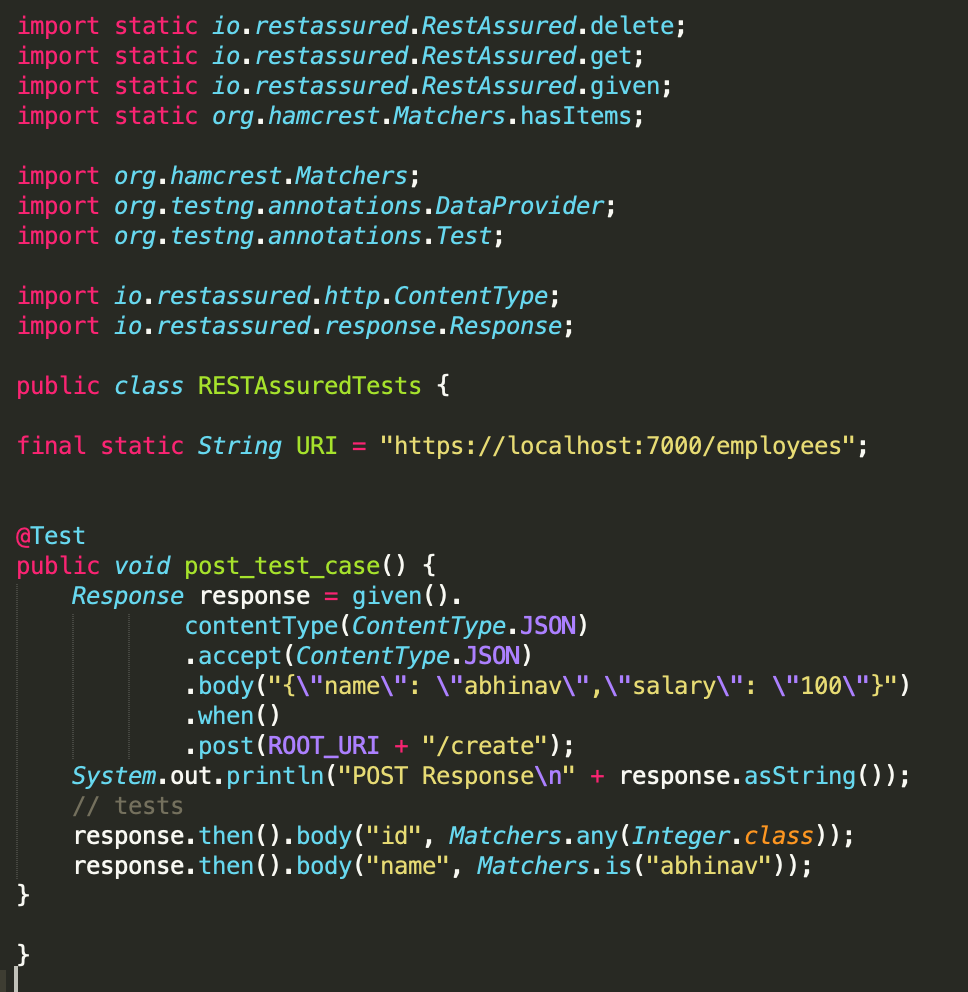 import static io.restassured.RestAssured.delete;
import static io.restassured.RestAssured.get;
import static io.restassured.RestAssured.given;
import static org.hamcrest.Matchers.hasItems;
import org.hamcrest.Matchers;
import org.testng.annotations.DataProvider;
import org.testng.annotations.Test;
import io.restassured.http.ContentType;
import io.restassured.response.Response;
public class RESTAssuredTests {
final static String URI = "https://localhost:7000/employees";
@Test
public void post_test_case() {
Response response = given().
contentType(ContentType.JSON)
.accept(ContentType.JSON)
.body("{\"name\": \"abhinav\",\"salary\": \"100\"}")
.when()
.post(ROOT_URI + "/create");
System.out.println("POST Response\n" + response.asString());
// tests
response.then().body("id", Matchers.any(Integer.class));
response.then().body("name", Matchers.is("abhinav"));
}
}